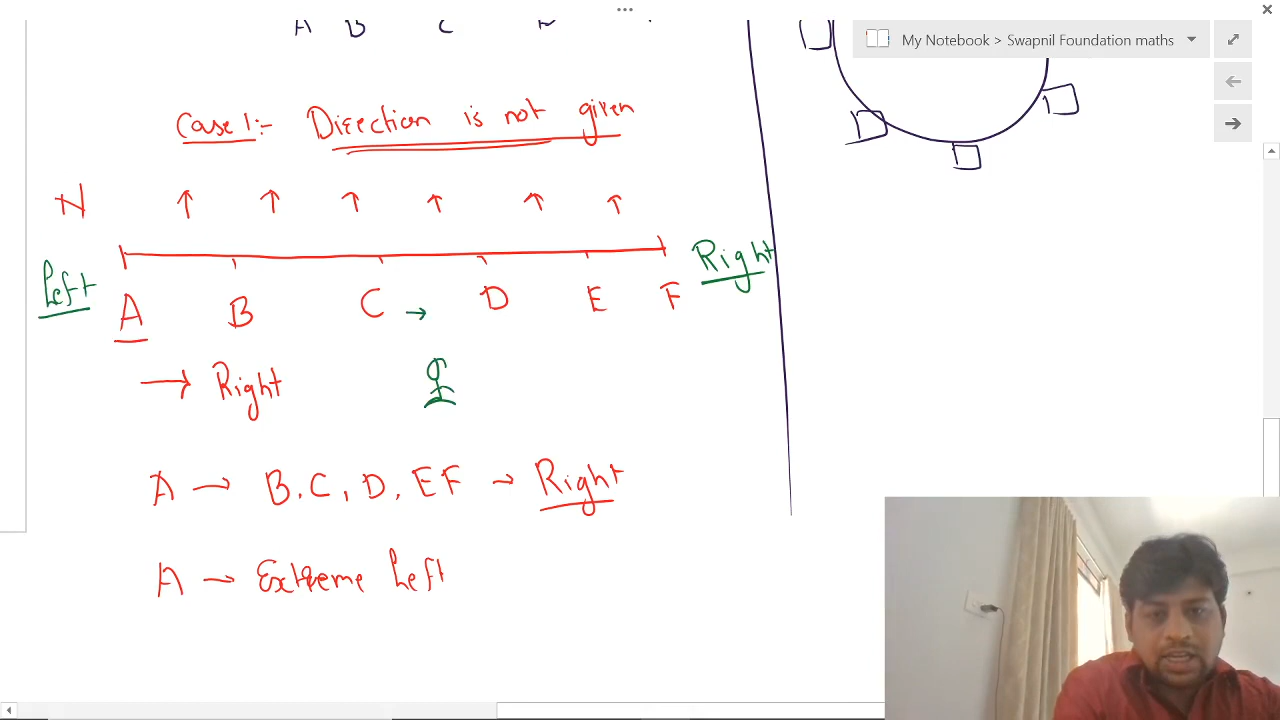 A B C
My Notebook > Swapnil Foundation maths
Case 1:- Direction is not given
N ↑ ↑ ↑ ↑ ↑ ↑
Left Right
A B C → D E F
→ Right
A → B, C, D, E F → Right
A → Extreme Left